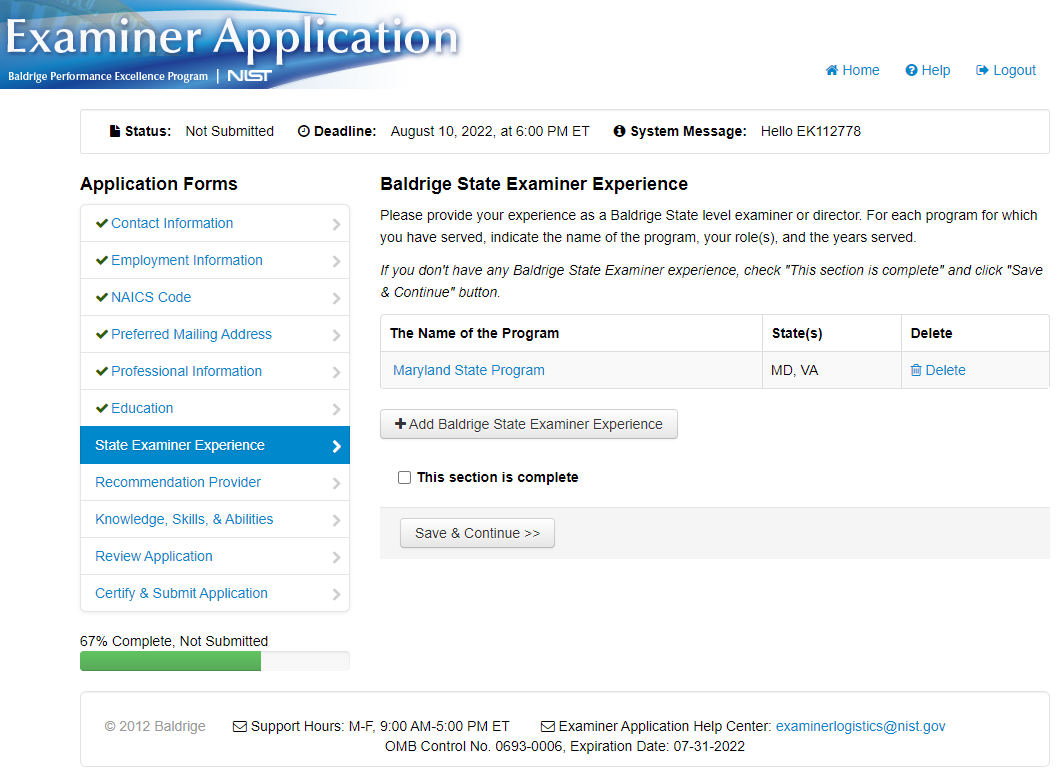 Examiner Application
Baldrige Performance Excellence Program | NIST
Home Help Logout
Status: Not Submitted Deadline: August 10, 2022, at 6:00 PM ET System Message: Hello EK112778
Application Forms
Contact Information
Employment Information
NAICS Code
Preferred Mailing Address
Professional Information
Education
State Examiner Experience
Recommendation Provider
Knowledge, Skills, & Abilities
Review Application
Certify & Submit Application
67% Complete, Not Submitted
Baldrige State Examiner Experience
Please provide your experience as a Baldrige State level examiner or director. For each program for which
you have served, indicate the name of the program, your role(s), and the years served.
If you don't have any Baldrige State Examiner experience, check "This section is complete" and click "Save
& Continue" button.
The Name of the Program State(s) Delete
Maryland State Program MD, VA Delete
+ Add Baldrige State Examiner Experience
This section is complete
Save & Continue >>
© 2012 Baldrige Support Hours: M-F, 9:00 AM-5:00 PM ET Examiner Application Help Center: examinerlogistics@nist.gov
OMB Control No. 0693-0006, Expiration Date: 07-31-2022